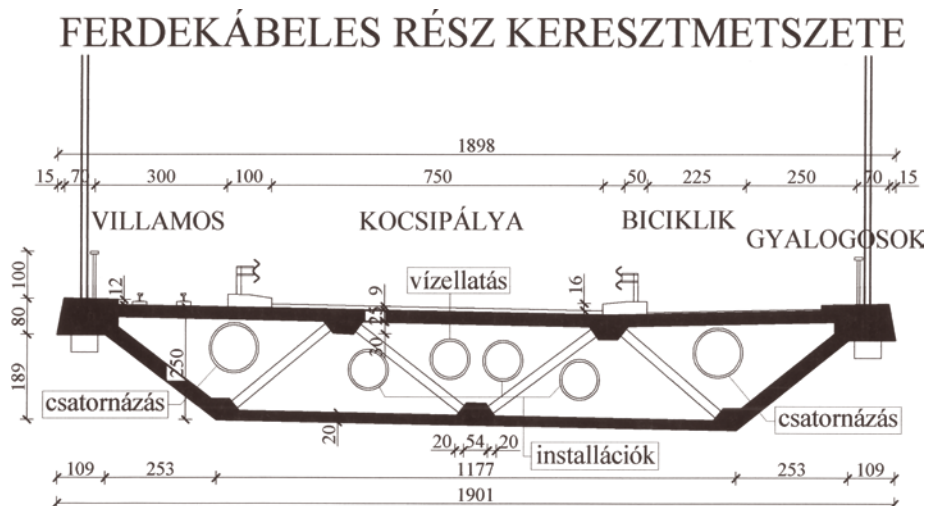 FERDEKÁBELES RÉSZ KERESZTMETSZETE
1898
15 70 300 100 750 50 225 250 70 15
VILLAMOS KOCSIPÁLYA BICIKLIK
GYALOGOSOK
100 12 9 vízellatás 16
80 25
30
189 250
csatornázás csatornázás
20 20 54 20
installációk
109 253 1177 253 109
1901